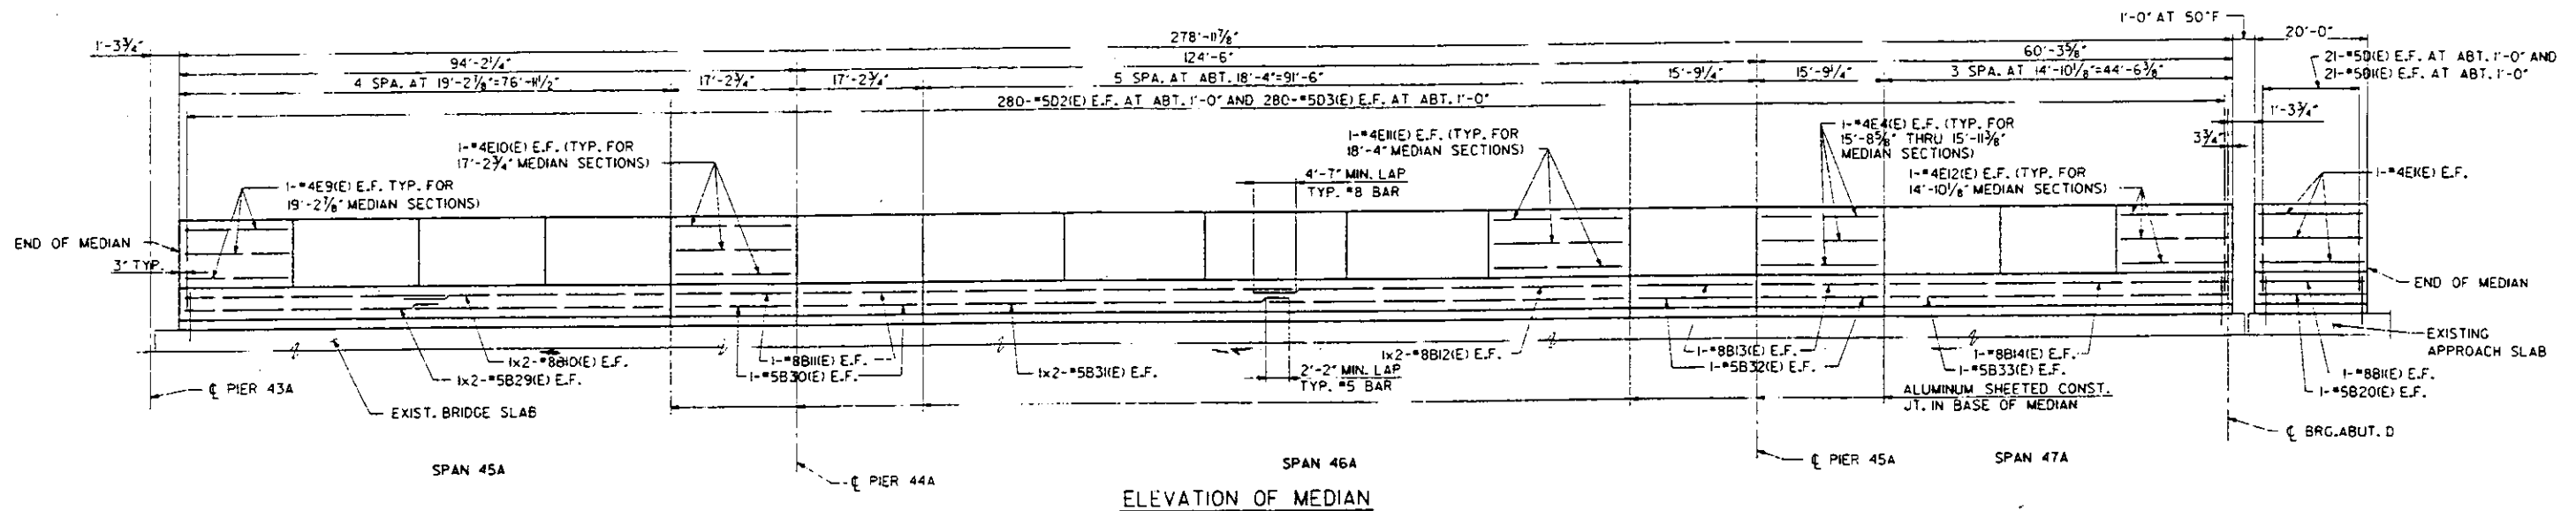 1'-0" AT 50°F
1'-3¾"
278'-11⅞"
20'-0"
94'-2¼"
124'-6"
60'-3⅝"
21-#5D(E) E.F. AT ABT. 1'-0" AND
21-#5D1(E) E.F. AT ABT. 1'-0"
4 SPA. AT 19'-2⅞"=76'-11½"
17'-2¾"
17'-2¾"
5 SPA. AT ABT. 18'-4"=91'-6"
15'-9¼"
15'-9¼"
3 SPA. AT 14'-10⅛"=44'-6⅜"
280-#5D2(E) E.F. AT ABT. 1'-0" AND 280-#5D3(E) E.F. AT ABT. 1'-0"
1'-3¾"
3¾"
1-#4E10(E) E.F. (TYP. FOR
17'-2¾" MEDIAN SECTIONS)
1-#4E11(E) E.F. (TYP. FOR
18'-4" MEDIAN SECTIONS)
1-#4E4(E) E.F. (TYP. FOR
15'-8⅝" THRU 15'-11⅜"
MEDIAN SECTIONS)
1-#4E9(E) E.F. TYP. FOR
19'-2⅞" MEDIAN SECTIONS)
4'-7" MIN. LAP
TYP. #8 BAR
1-#4E12(E) E.F. (TYP. FOR
14'-10⅛" MEDIAN SECTIONS)
1-#4E1(E) E.F.
END OF MEDIAN
3" TYP.
END OF MEDIAN
1x2-#8B10(E) E.F.
1x2-#5B29(E) E.F.
1-#8B11(E) E.F.
1-#5B30(E) E.F.
1x2-#5B31(E) E.F.
1x2-#8B12(E) E.F.
2'-2" MIN. LAP
TYP. #5 BAR
1-#8B13(E) E.F.
1-#5B32(E) E.F.
1-#8B14(E) E.F.
1-#5B33(E) E.F.
EXISTING
APPROACH SLAB
1-#8B1(E) E.F.
1-#5B20(E) E.F.
ALUMINUM SHEETED CONST.
JT. IN BASE OF MEDIAN
℄ PIER 43A
EXIST. BRIDGE SLAB
℄ BRG. ABUT. D
SPAN 45A
℄ PIER 44A
SPAN 46A
℄ PIER 45A
SPAN 47A
ELEVATION OF MEDIAN